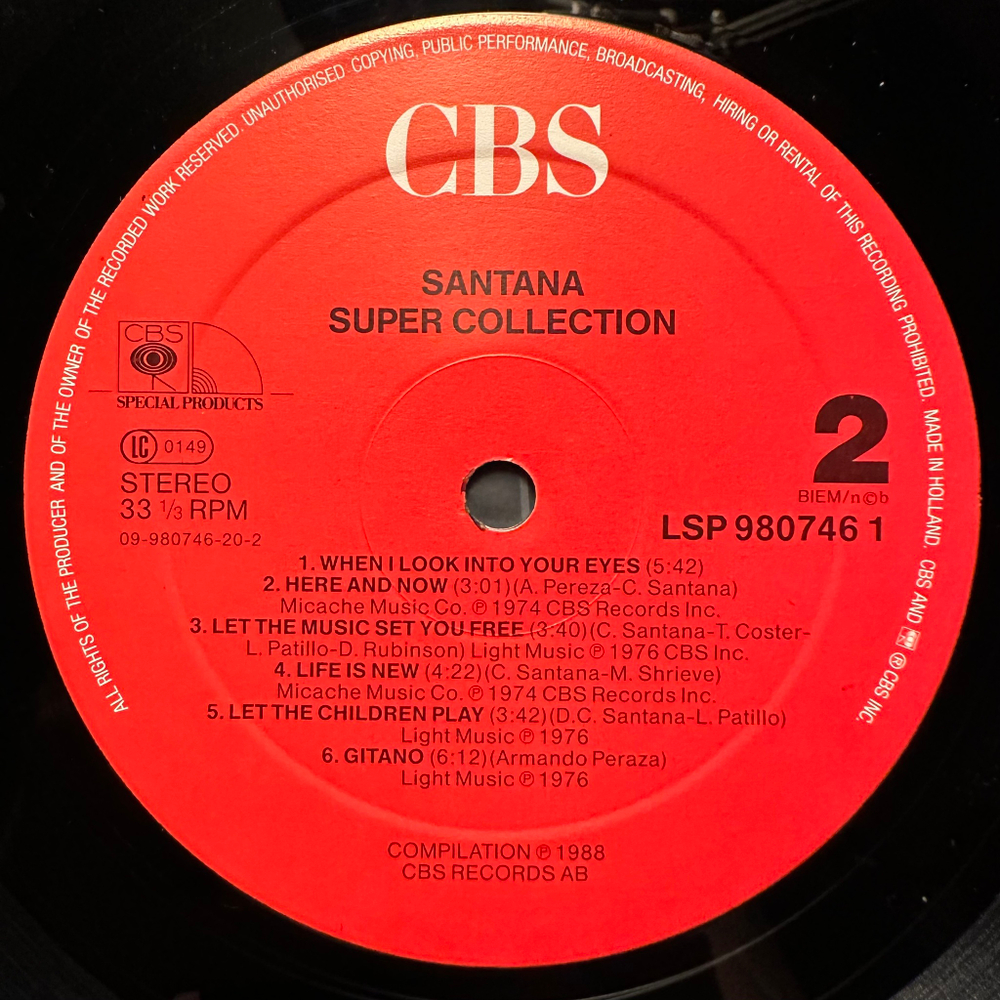 ALL RIGHTS OF THE PRODUCER AND OF THE OWNER OF THE RECORDED WORK RESERVED. UNAUTHORISED COPYING, PUBLIC PERFORMANCE, BROADCASTING, HIRING OR RENTAL OF THIS RECORDING PROHIBITED. MADE IN HOLLAND. CBS AND ® CBS INC.
CBS
SANTANA
SUPER COLLECTION
CBS
SPECIAL PRODUCTS
LC 0149
STEREO
33 1/3 RPM
09-980746-20-2
2
BIEM/n©b
LSP 980746 1
1. WHEN I LOOK INTO YOUR EYES (5:42)
2. HERE AND NOW (3:01)(A. Pereza-C. Santana)
Micache Music Co. ℗ 1974 CBS Records Inc.
3. LET THE MUSIC SET YOU FREE (3:40)(C. Santana-T. Coster-
L. Patillo-D. Rubinson) Light Music ℗ 1976 CBS Inc.
4. LIFE IS NEW (4:22)(C. Santana-M. Shrieve)
Micache Music Co. ℗ 1974 CBS Records Inc.
5. LET THE CHILDREN PLAY (3:42)(D.C. Santana-L. Patillo)
Light Music ℗ 1976
6. GITANO (6:12)(Armando Peraza)
Light Music ℗ 1976
COMPILATION ℗ 1988
CBS RECORDS AB